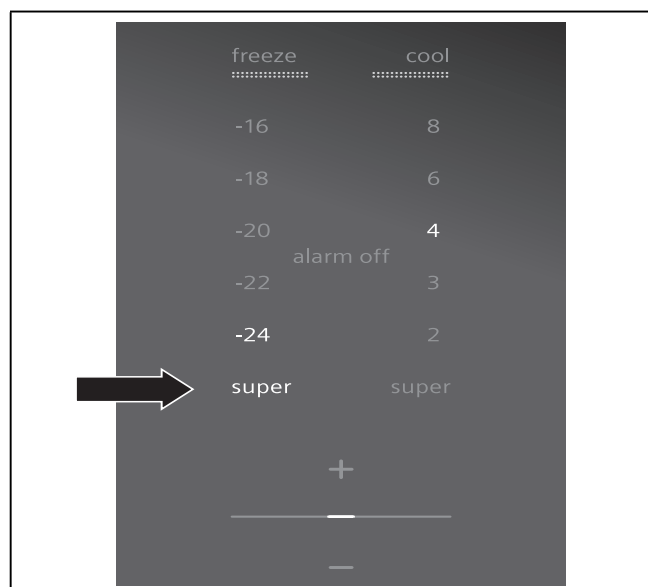 freeze cool
-16 8
-18 6
-20 4
alarm off
-22 3
-24 2
super super
+
–